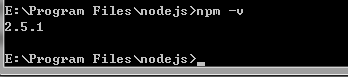 E:\Program Files\nodejs>npm -v
2.5.1
E:\Program Files\nodejs>